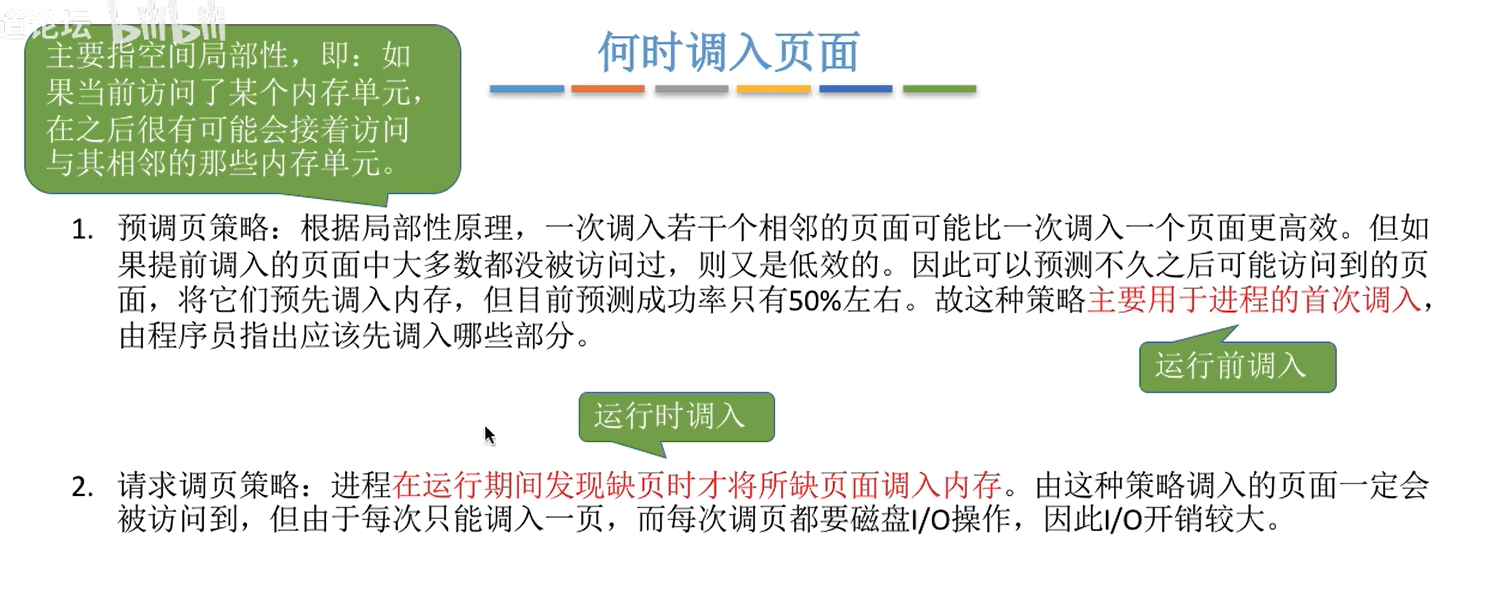 道论坛 bilibili
主要指空间局部性，即：如
果当前访问了某个内存单元，
在之后很有可能会接着访问
与其相邻的那些内存单元。
何时调入页面
1. 预调页策略：根据局部性原理，一次调入若干个相邻的页面可能比一次调入一个页面更高效。但如
果提前调入的页面中大多数都没被访问过，则又是低效的。因此可以预测不久之后可能访问到的页
面，将它们预先调入内存，但目前预测成功率只有50%左右。故这种策略主要用于进程的首次调入，
由程序员指出应该先调入哪些部分。
运行前调入
运行时调入
2. 请求调页策略：进程在运行期间发现缺页时才将所缺页面调入内存。由这种策略调入的页面一定会
被访问到，但由于每次只能调入一页，而每次调页都要磁盘I/O操作，因此I/O开销较大。